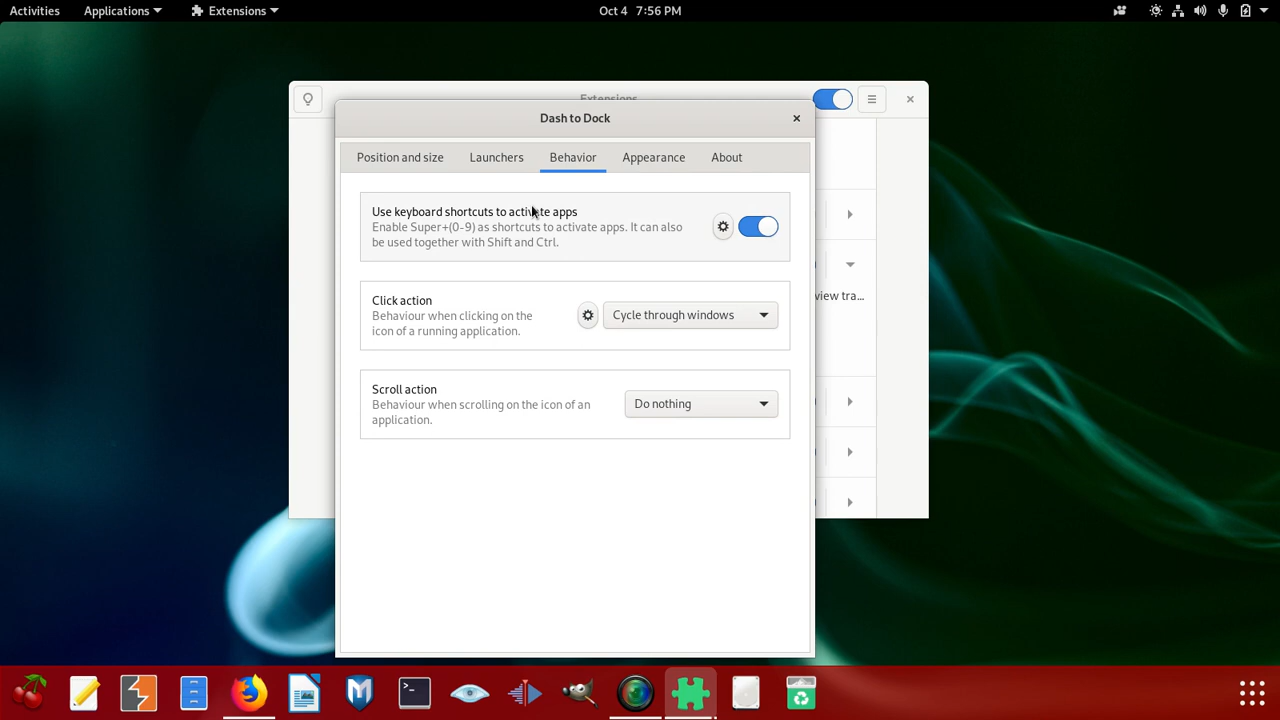 Activities
Applications
Extensions
Oct 4 7:56 PM
Extensions
Dash to Dock
Position and size
Launchers
Behavior
Appearance
About
Use keyboard shortcuts to activate apps
Enable Super+(0-9) as shortcuts to activate apps. It can also
be used together with Shift and Ctrl.
Click action
Behaviour when clicking on the
icon of a running application.
Cycle through windows
Scroll action
Behaviour when scrolling on the icon of an
application.
Do nothing
view tra...